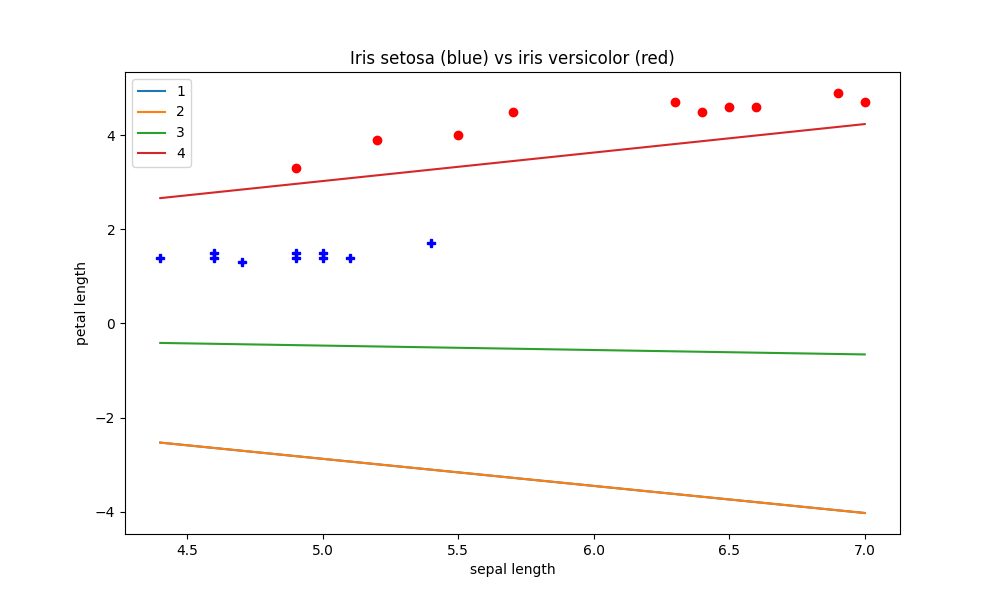 Iris setosa (blue) vs iris versicolor (red)
1
2
3
4
4
2
0
−2
−4
petal length
4.5 5.0 5.5 6.0 6.5 7.0
sepal length